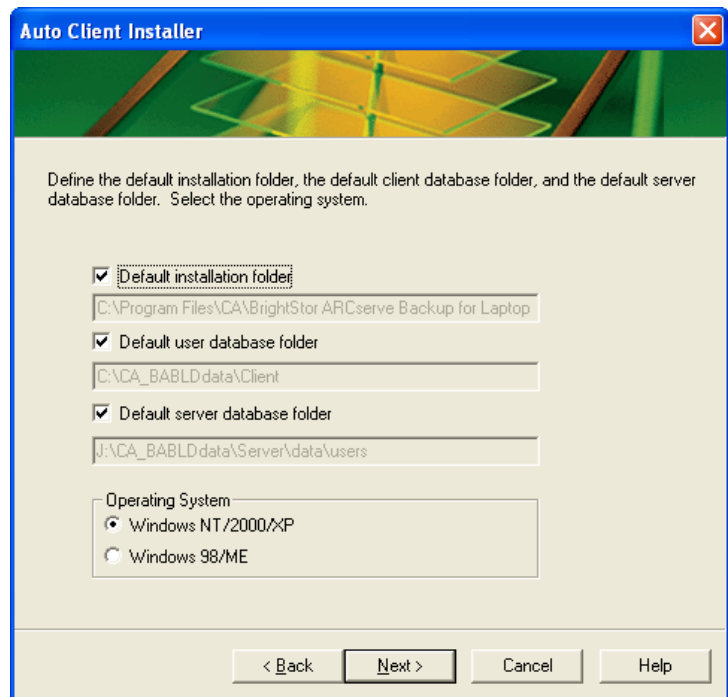 Auto Client Installer
Define the default installation folder, the default client database folder, and the default server
database folder. Select the operating system.
Default installation folder
C:\Program Files\CA\BrightStor ARCserve Backup for Laptop
Default user database folder
C:\CA_BABLDdata\Client
Default server database folder
J:\CA_BABLDdata\Server\data\users
Operating System
Windows NT/2000/XP
Windows 98/ME
< Back
Next >
Cancel
Help